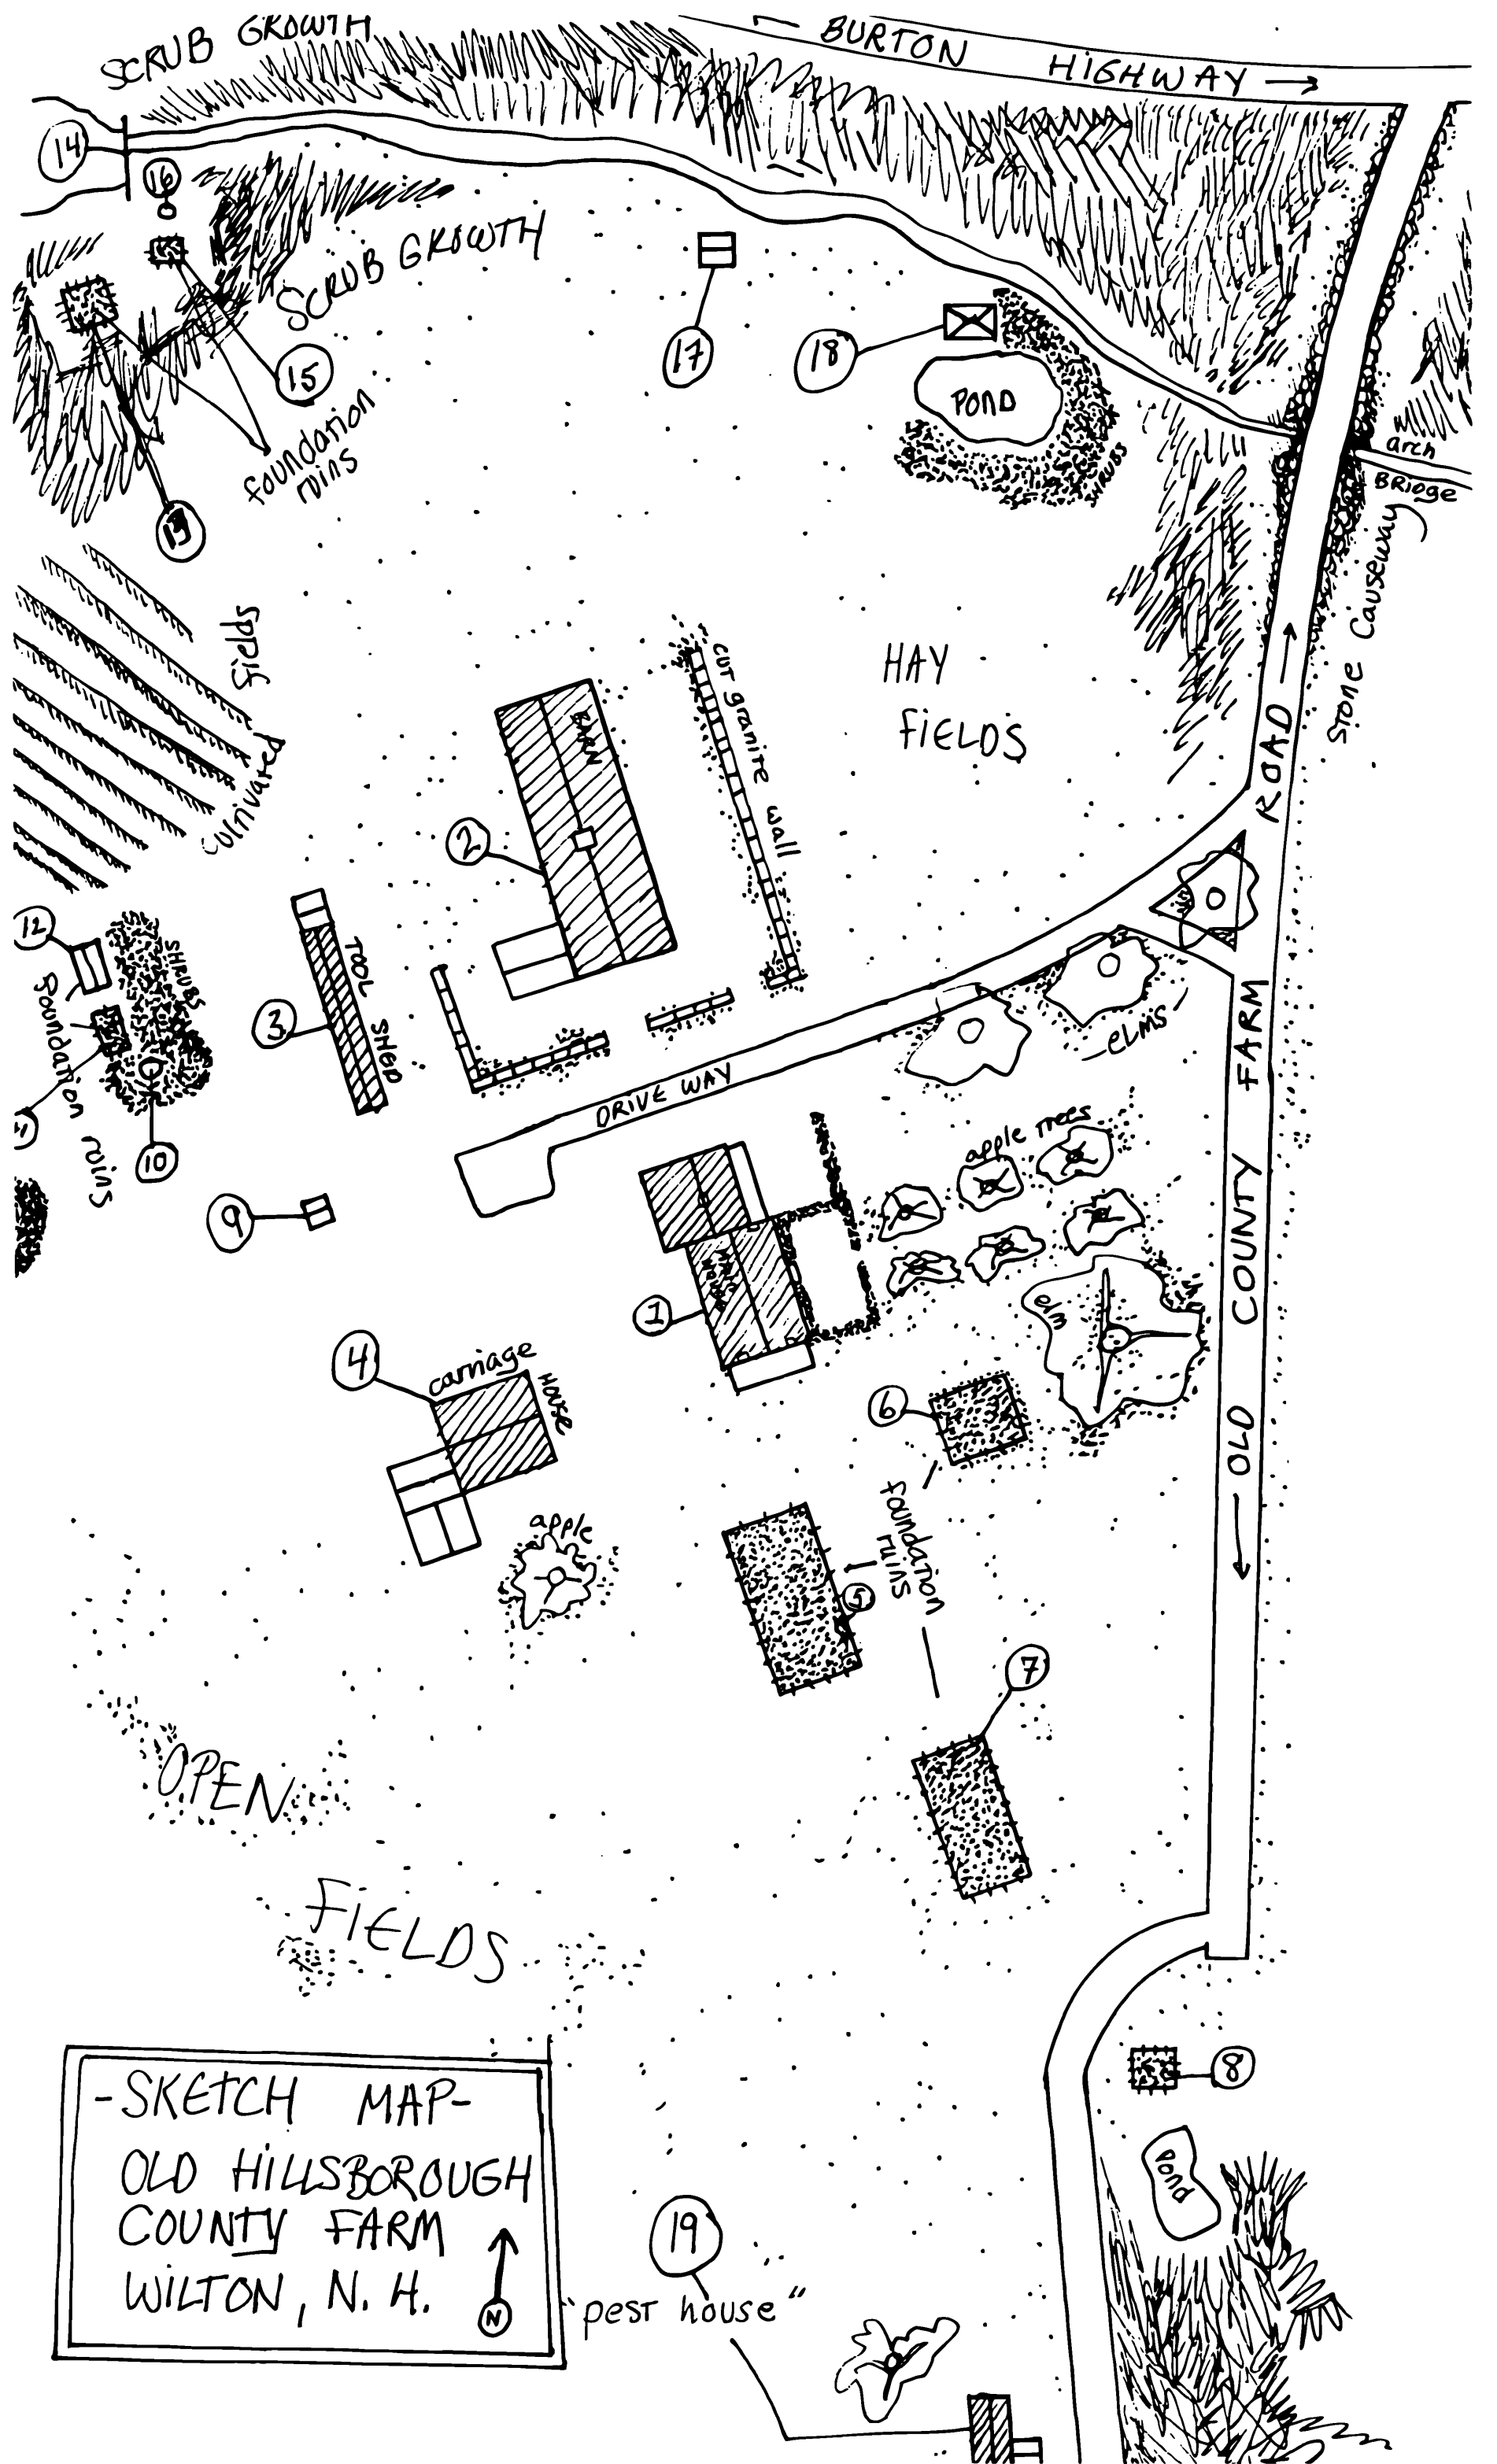 SCRUB GROWTH
BURTON HIGHWAY
14
16
SCRUB GROWTH
17
18
15
POND
foundation
ruins
SHRUBS
arch
BRidge
Stone Causeway
fields
HAY
FiELDS
CUT granite wall
BARN
ROAD
2
12
SHRUBS
TOOL SHED
3
foundation ruins
10
ELMS
DRIVE WAY
OLD COUNTY FARM
apple trees
9
1
elm
4
carriage
HOUSE
6
foundation
ruins
apple
5
7
OPEN
FiELDS
8
-SKETCH MAP-
OLD HILLSBOROUGH
COUNTY FARM
WILTON, N. H.
N
Pond
19
"pest house"